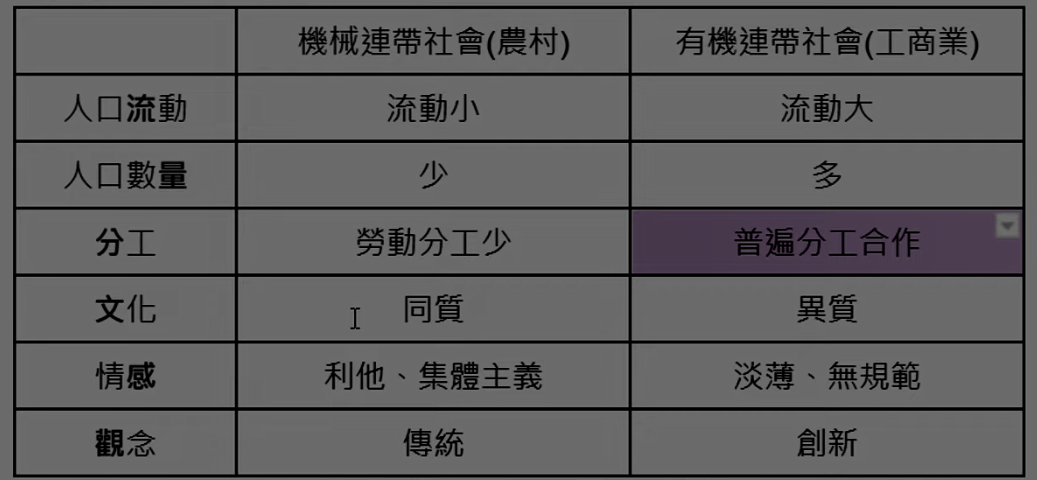 機械連帶社會(農村) 有機連帶社會(工商業)
人口流動 流動小 流動大
人口數量 少 多
分工 勞動分工少 普遍分工合作
文化 同質 異質
情感 利他、集體主義 淡薄、無規範
觀念 傳統 創新